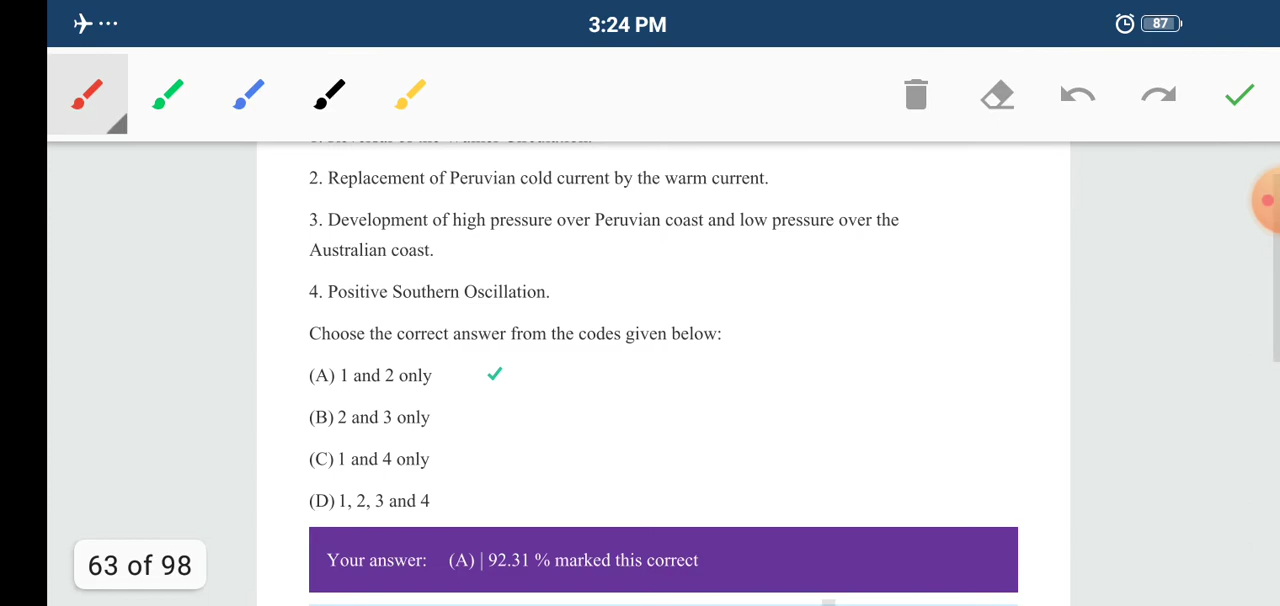 3:24 PM
87
2. Replacement of Peruvian cold current by the warm current.
3. Development of high pressure over Peruvian coast and low pressure over the
Australian coast.
4. Positive Southern Oscillation.
Choose the correct answer from the codes given below:
(A) 1 and 2 only
(B) 2 and 3 only
(C) 1 and 4 only
(D) 1, 2, 3 and 4
Your answer: (A) | 92.31 % marked this correct
63 of 98